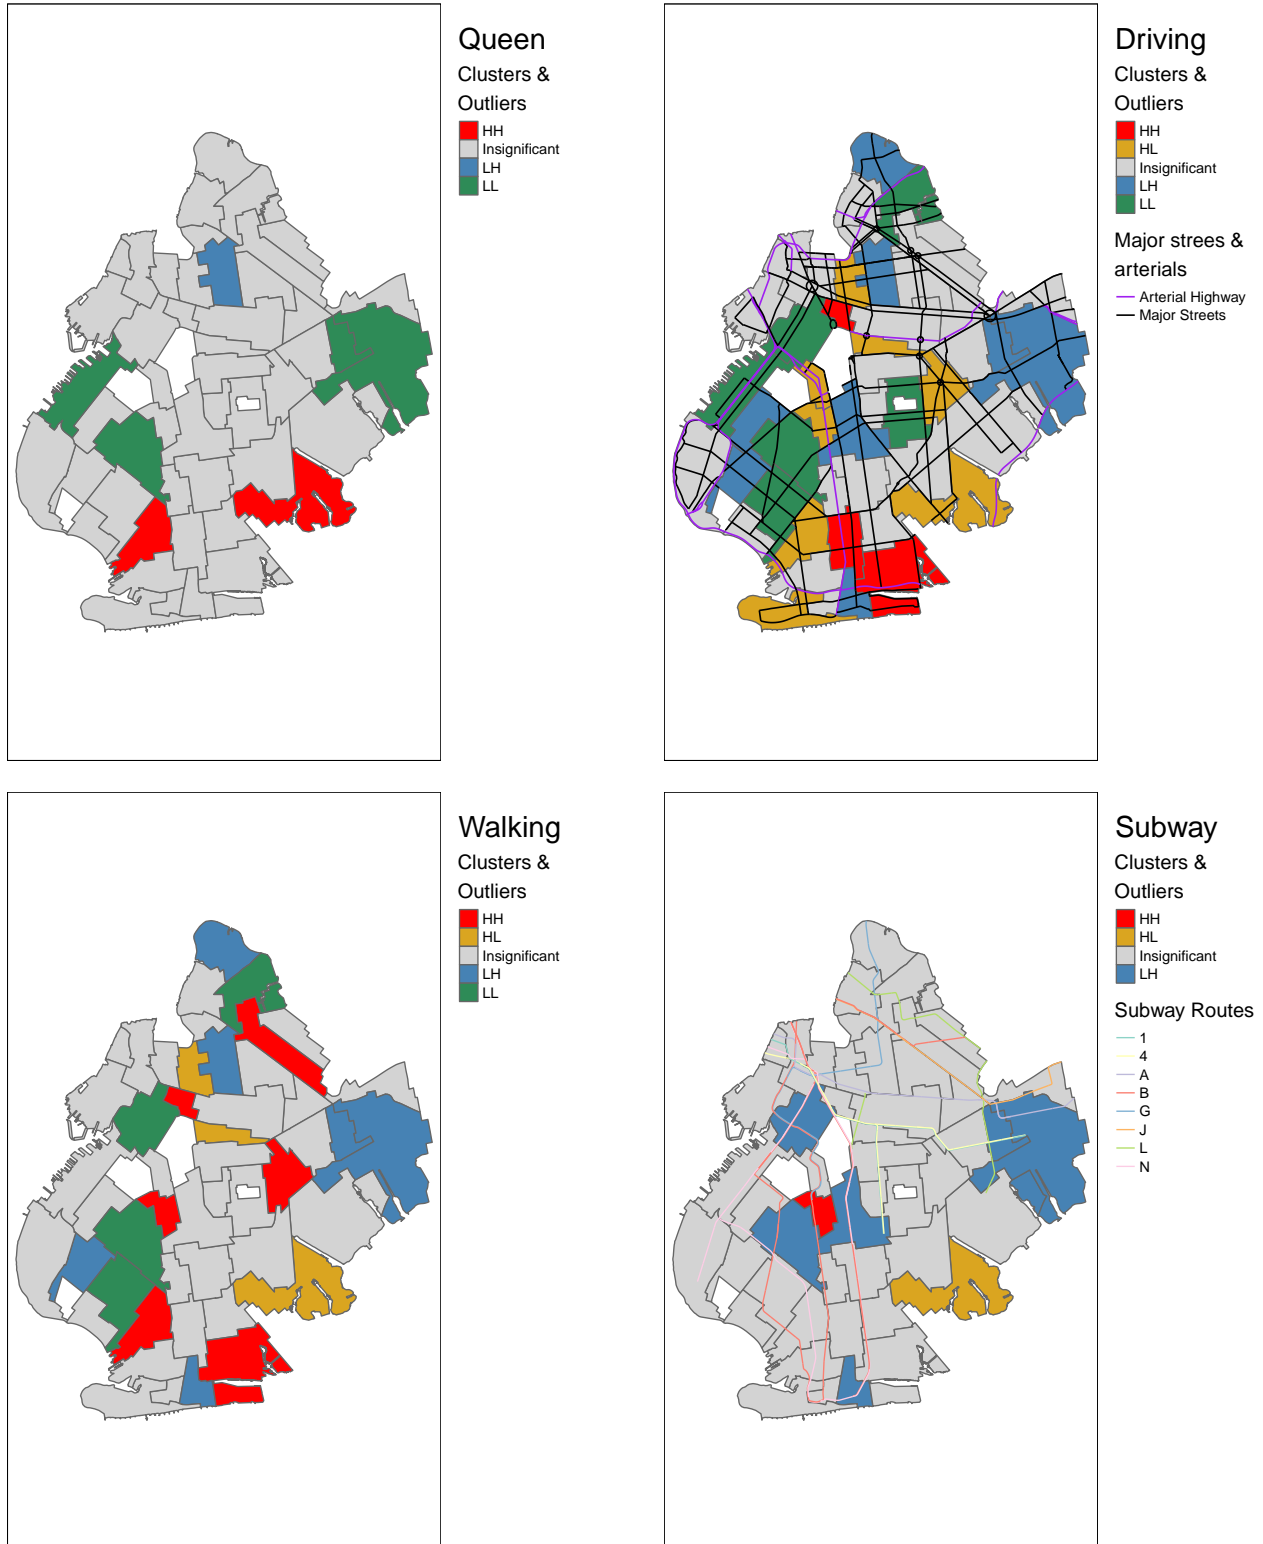 Queen
Clusters &
Outliers
HH
Insignificant
LH
LL
Driving
Clusters &
Outliers
HH
HL
Insignificant
LH
LL
Major strees &
arterials
Arterial Highway
Major Streets
Walking
Clusters &
Outliers
HH
HL
Insignificant
LH
LL
Subway
Clusters &
Outliers
HH
HL
Insignificant
LH
Subway Routes
1
4
A
B
G
J
L
N